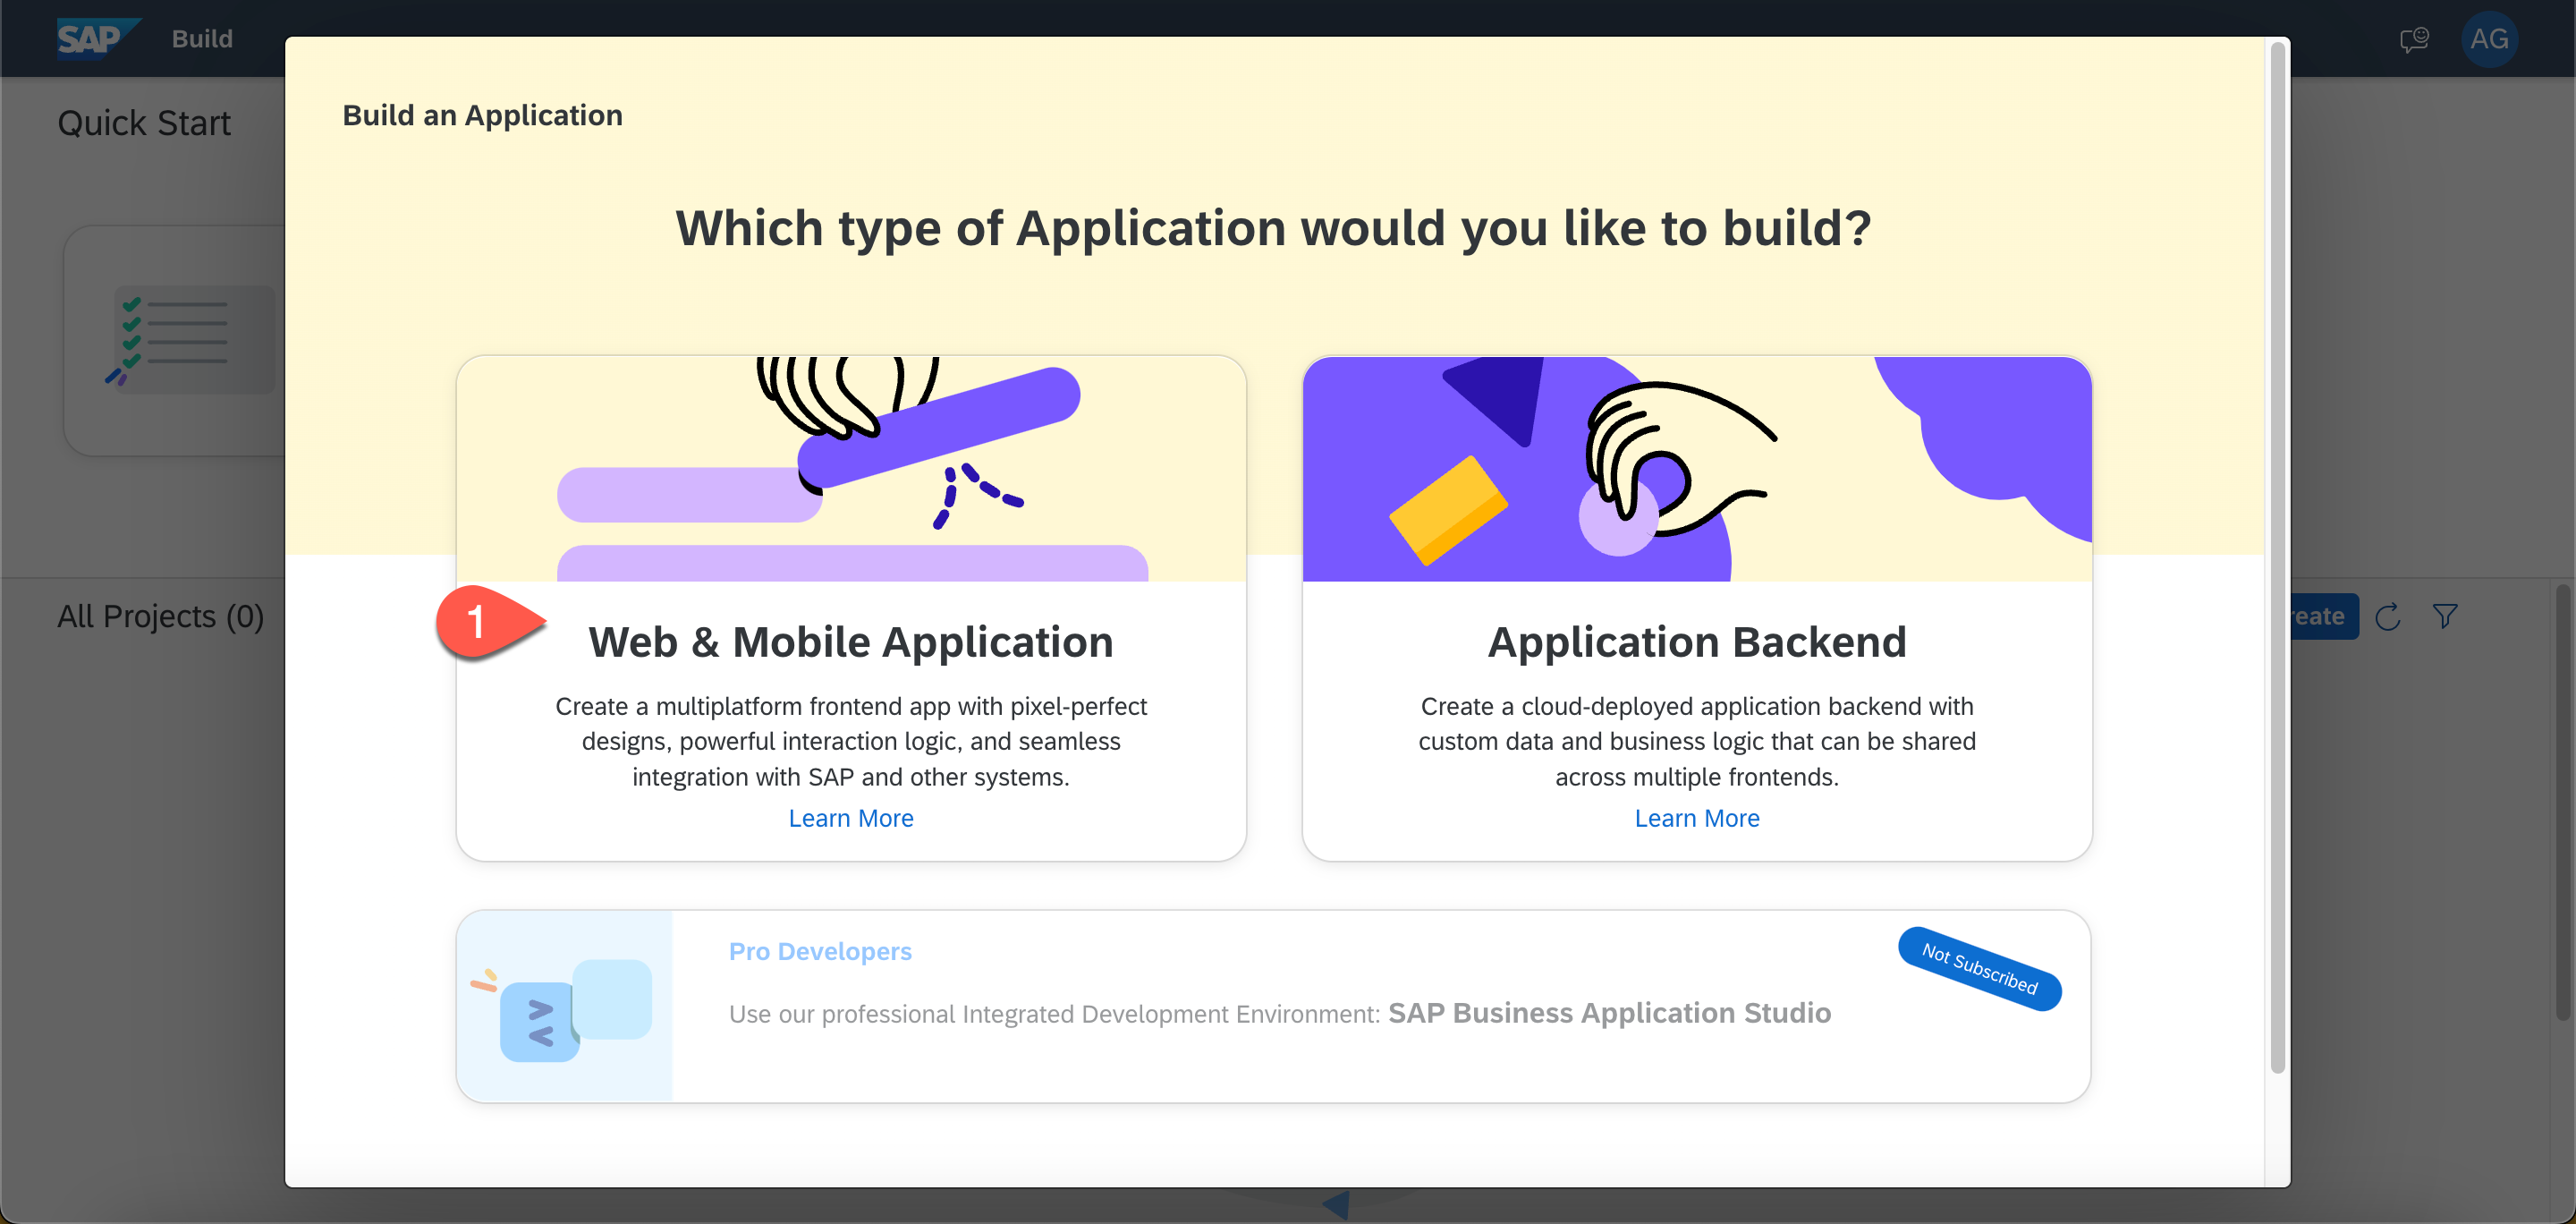 SAP Build
AG
Quick Start
Build an Application
Which type of Application would you like to build?
1
Web & Mobile Application
Create a multiplatform frontend app with pixel-perfect
designs, powerful interaction logic, and seamless
integration with SAP and other systems.
Learn More
Application Backend
Create a cloud-deployed application backend with
custom data and business logic that can be shared
across multiple frontends.
Learn More
All Projects (0)
reate
Pro Developers
Not Subscribed
Use our professional Integrated Development Environment: SAP Business Application Studio